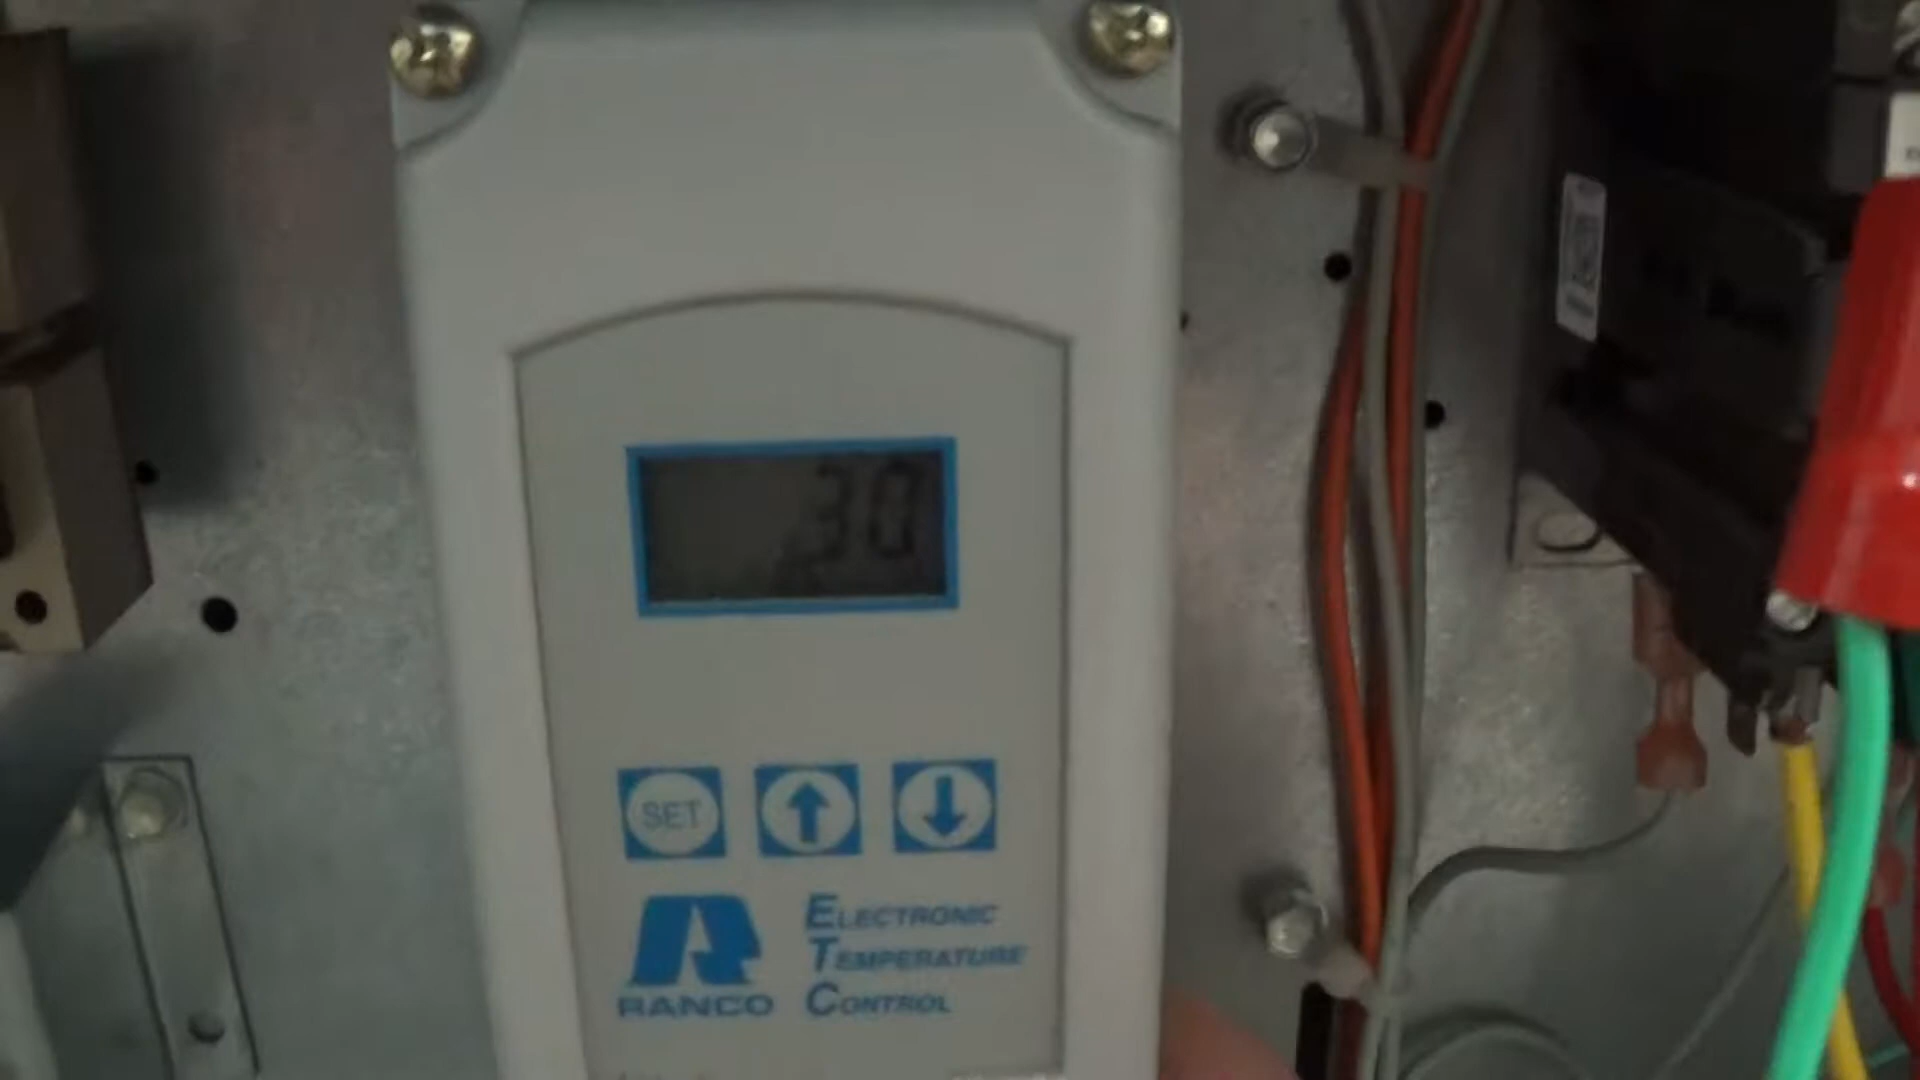 30
SET
RANCO
ELECTRONIC
TEMPERATURE
CONTROL